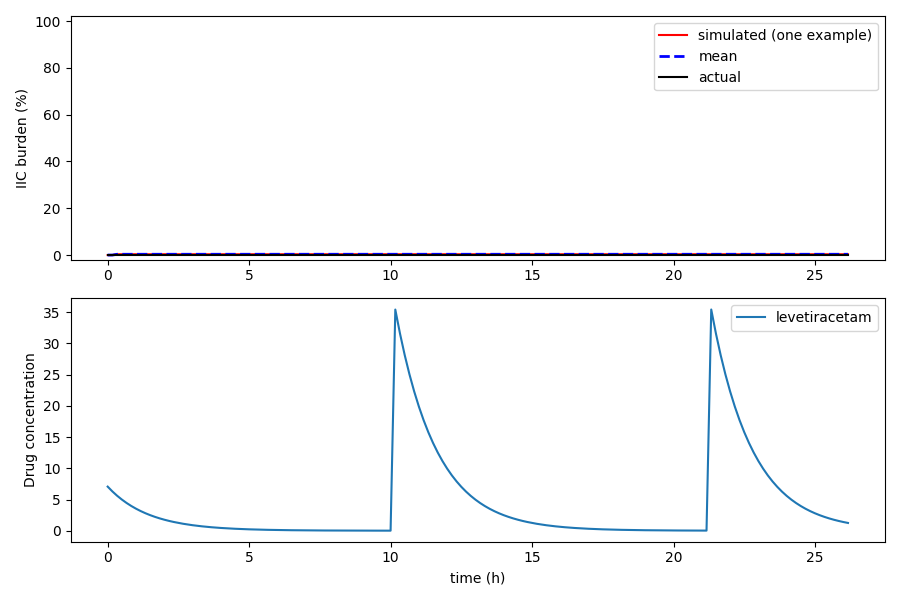 100
80
60
40
20
0
IIC burden (%)
simulated (one example)
mean
actual
0 5 10 15 20 25
35
30
25
20
15
10
5
0
Drug concentration
levetiracetam
0 5 10 15 20 25
time (h)